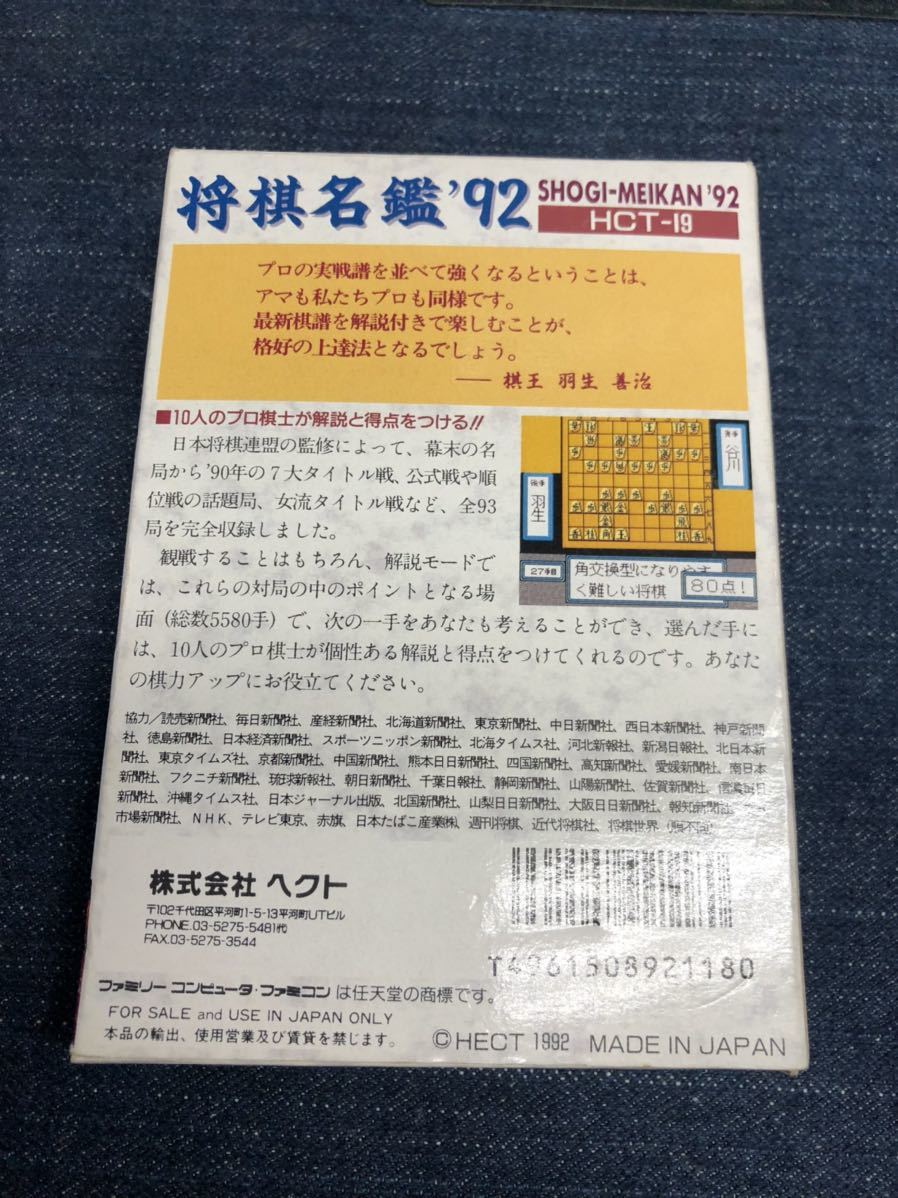 将棋名鑑'92
SHOGI-MEIKAN'92
HCT-19
プロの実戦譜を並べて強くなるということは、
アマも私たちプロも同様です。
最新棋譜を解説付きで楽しむことが、
格好の上達法となるでしょう。
── 棋王 羽生 善治
■10人のプロ棋士が解説と得点をつける!!
日本将棋連盟の監修によって、幕末の名
局から'90年の7大タイトル戦、公式戦や順
位戦の話題局、女流タイトル戦など、全93
局を完全収録しました。
観戦することはもちろん、解説モードで
は、これらの対局の中のポイントとなる場
面(総数5580手)で、次の一手をあなたも考えることができ、選んだ手に
は、10人のプロ棋士が個性ある解説と得点をつけてくれるのです。あなた
の棋力アップにお役立てください。
先手
谷川
後手
羽生
27手目
角交換型になりやす
く難しい将棋
80点!
協力/読売新聞社、毎日新聞社、産経新聞社、北海道新聞社、東京新聞社、中日新聞社、西日本新聞社、神戸新聞
社、徳島新聞社、日本経済新聞社、スポーツニッポン新聞社、北海タイムス社、河北新報社、新潟日報社、北日本新
聞社、東京タイムズ社、京都新聞社、中国新聞社、熊本日日新聞社、四国新聞社、高知新聞社、愛媛新聞社、南日本
新聞社、フクニチ新聞社、琉球新報社、朝日新聞社、千葉日報社、静岡新聞社、山陽新聞社、佐賀新聞社、信濃毎日
新聞社、沖縄タイムス社、日本ジャーナル出版、北国新聞社、山梨日日新聞社、大阪日日新聞社、報知新聞社、
市場新聞社、NHK、テレビ東京、赤旗、日本たばこ産業㈱、週刊将棋、近代将棋社、将棋世界(順不同)
株式会社 ヘクト
〒102千代田区平河町1-5-13平河町UTビル
PHONE.03-5275-5481代
FAX.03-5275-3544
T4961508921180
ファミリーコンピュータ・ファミコンは任天堂の商標です。
FOR SALE and USE IN JAPAN ONLY
本品の輸出、使用営業及び賃貸を禁じます。
©HECT 1992 MADE IN JAPAN